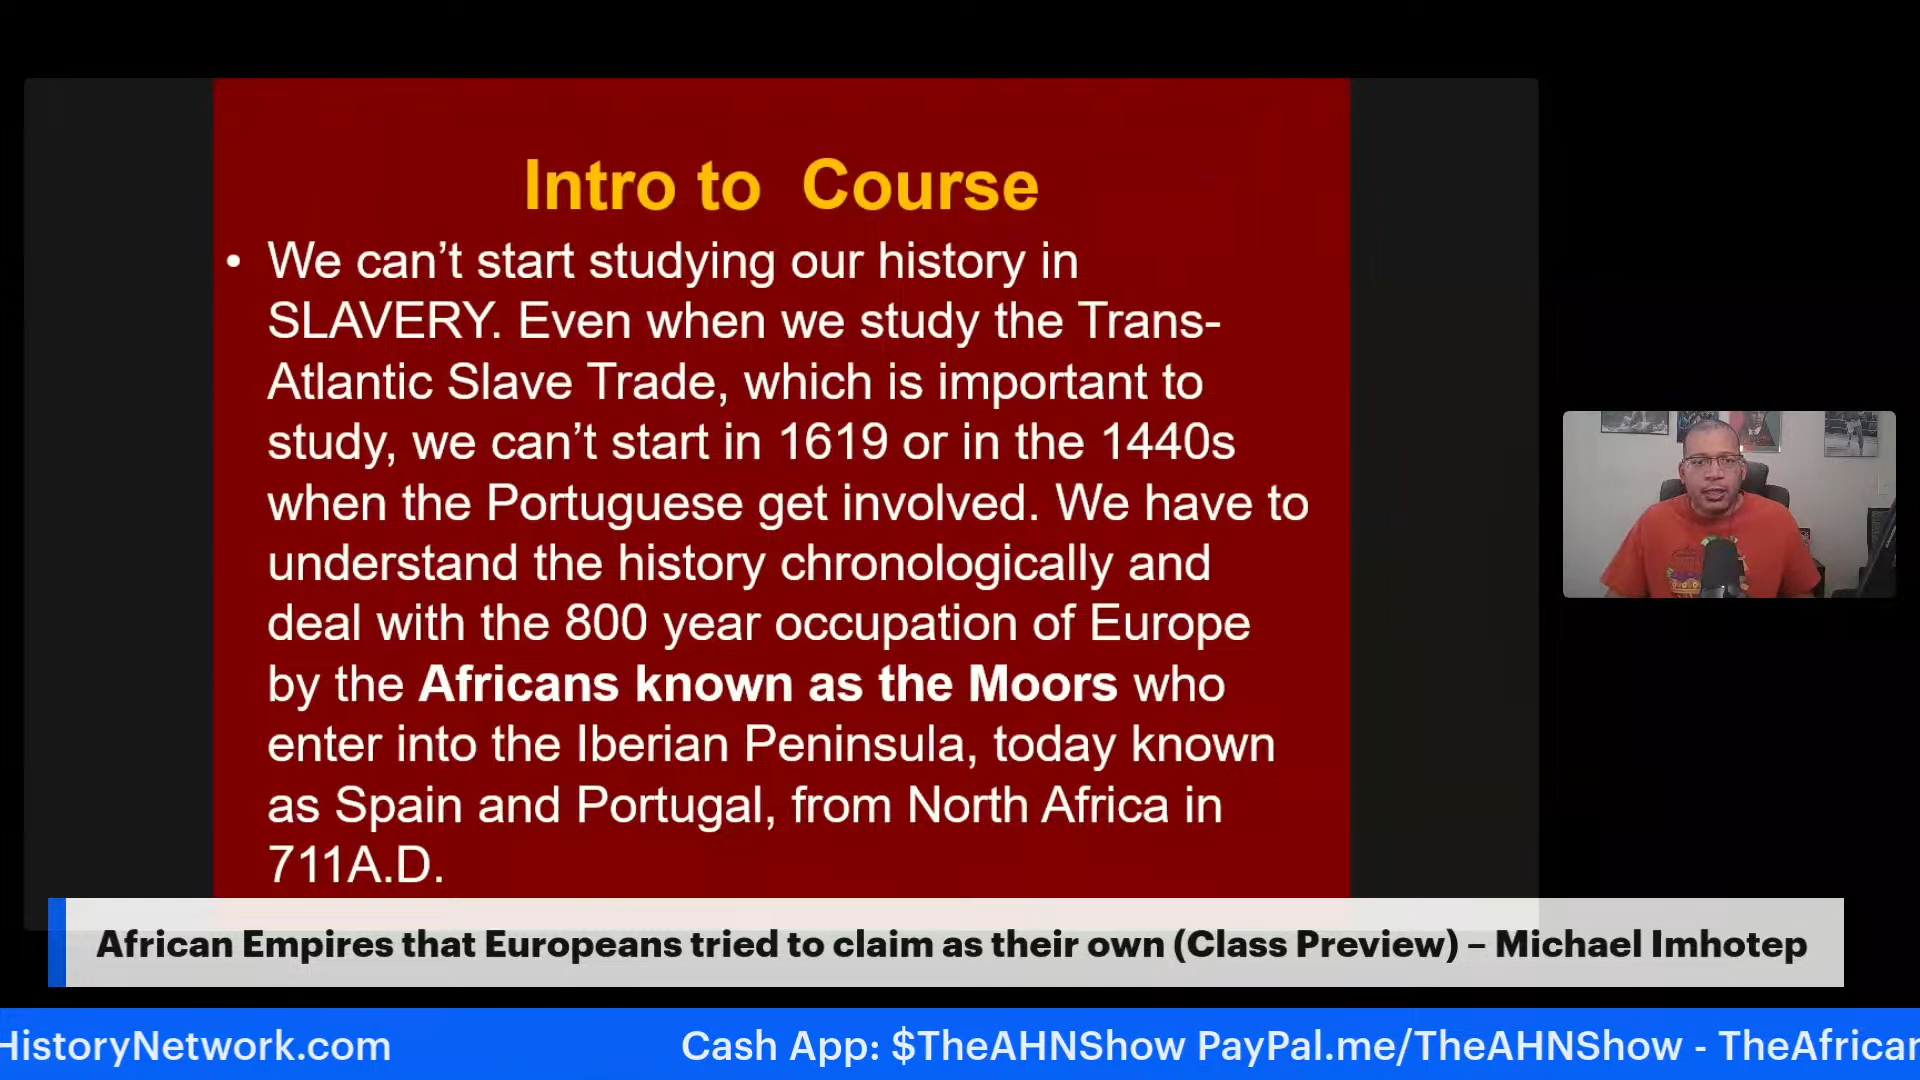 Intro to Course
• We can't start studying our history in
SLAVERY. Even when we study the Trans-
Atlantic Slave Trade, which is important to
study, we can't start in 1619 or in the 1440s
when the Portuguese get involved. We have to
understand the history chronologically and
deal with the 800 year occupation of Europe
by the Africans known as the Moors who
enter into the Iberian Peninsula, today known
as Spain and Portugal, from North Africa in
711A.D.
African Empires that Europeans tried to claim as their own (Class Preview) – Michael Imhotep
HistoryNetwork.com Cash App: $TheAHNShow PayPal.me/TheAHNShow - TheAfrican